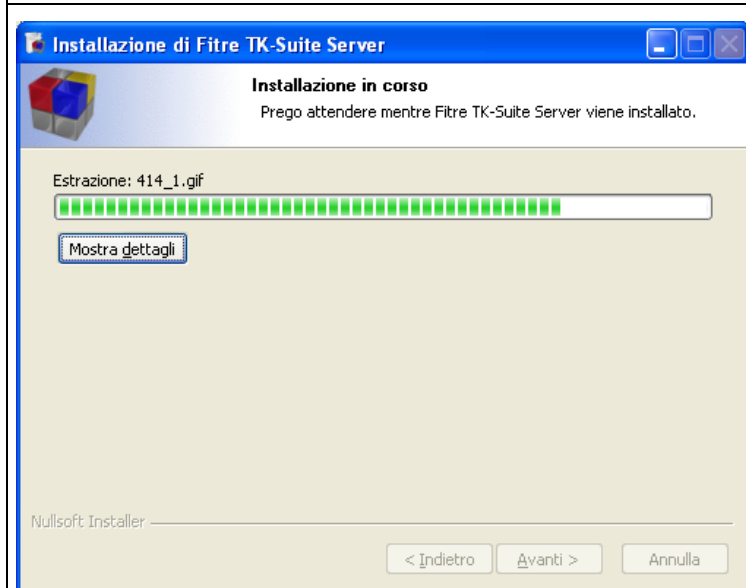 Installazione di Fitre TK-Suite Server
Installazione in corso
Prego attendere mentre Fitre TK-Suite Server viene installato.
Estrazione: 414_1.gif
Mostra dettagli
Nullsoft Installer
< Indietro
Avanti >
Annulla